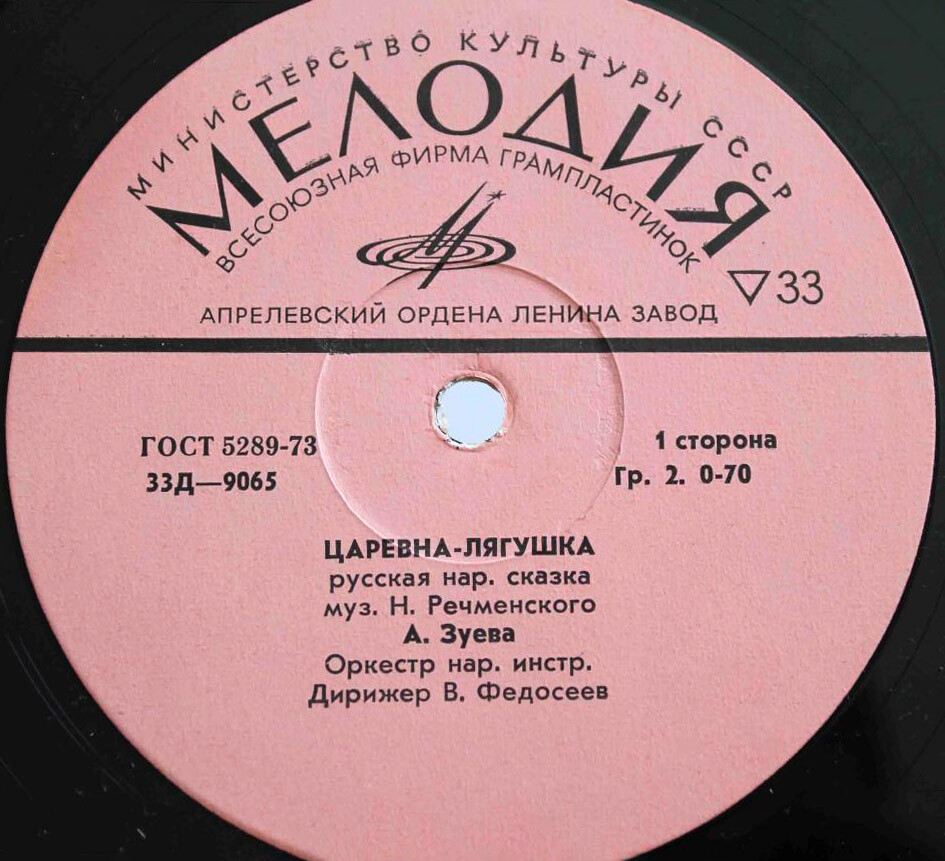 МИНИСТЕРСТВО КУЛЬТУРЫ СССР
МЕЛОДИЯ
ВСЕСОЮЗНАЯ ФИРМА ГРАМПЛАСТИНОК
▽33
АПРЕЛЕВСКИЙ ОРДЕНА ЛЕНИНА ЗАВОД
ГОСТ 5289-73
33Д—9065
1 сторона
Гр. 2. 0-70
ЦАРЕВНА-ЛЯГУШКА
русская нар. сказка
муз. Н. Речменского
А. Зуева
Оркестр нар. инстр.
Дирижер В. Федосеев